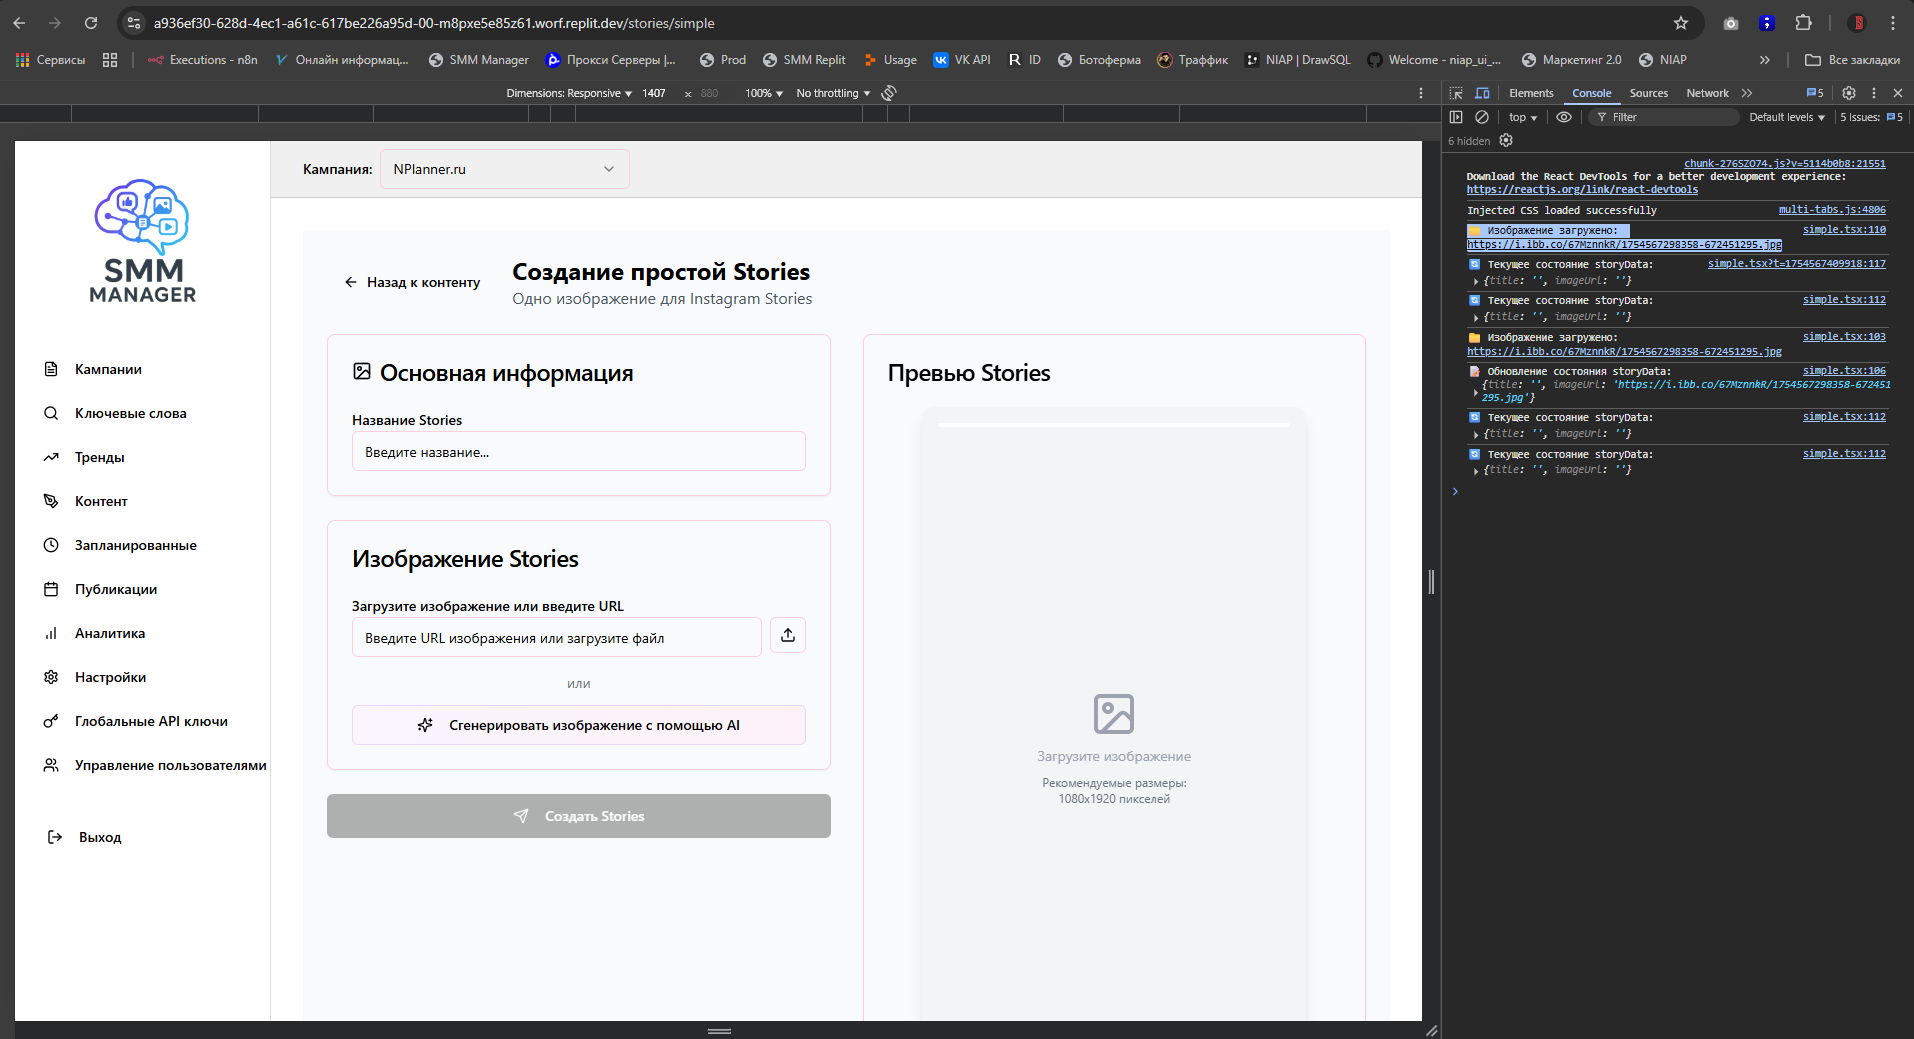 a936ef30-628d-4ec1-a61c-617be226a95d-00-m8pxe5e85z61.worf.replit.dev/stories/simple
Сервисы
Executions - n8n
Онлайн информац...
SMM Manager
Прокси Серверы |...
Prod
SMM Replit
Usage
VK API
ID
Ботоферма
Траффик
NIAP | DrawSQL
Welcome - niap_ui_...
Маркетинг 2.0
NIAP
Все закладки
Dimensions: Responsive 1407 × 880 100% No throttling
Elements Console Sources Network 5
top Filter Default levels 5 Issues: 5
6 hidden
SMM
MANAGER
Кампании
Ключевые слова
Тренды
Контент
Запланированные
Публикации
Аналитика
Настройки
Глобальные API ключи
Управление пользователями
Выход
Кампания: NPlanner.ru
Назад к контенту
Создание простой Stories
Одно изображение для Instagram Stories
Основная информация
Название Stories
Введите название...
Изображение Stories
Загрузите изображение или введите URL
Введите URL изображения или загрузите файл
или
Сгенерировать изображение с помощью AI
Создать Stories
Превью Stories
Загрузите изображение
Рекомендуемые размеры:
1080x1920 пикселей
chunk-276SZO74.js?v=5114b0b8:21551
Download the React DevTools for a better development experience:
https://reactjs.org/link/react-devtools
Injected CSS loaded successfully multi-tabs.js:4806
Изображение загружено: simple.tsx:110
https://i.ibb.co/67MznnkR/1754567298358-672451295.jpg
Текущее состояние storyData: simple.tsx?t=1754567409918:117
{title: '', imageUrl: ''}
Текущее состояние storyData: simple.tsx:112
{title: '', imageUrl: ''}
Изображение загружено: simple.tsx:103
https://i.ibb.co/67MznnkR/1754567298358-672451295.jpg
Обновление состояния storyData: simple.tsx:106
{title: '', imageUrl: 'https://i.ibb.co/67MznnkR/1754567298358-672451
295.jpg'}
Текущее состояние storyData: simple.tsx:112
{title: '', imageUrl: ''}
Текущее состояние storyData: simple.tsx:112
{title: '', imageUrl: ''}